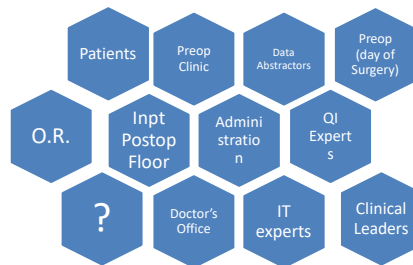 Patients
Preop
Clinic
Data
Abstractors
Preop
(day of
Surgery)
O.R.
Inpt
Postop
Floor
Admini
stratio
n
QI
Expert
s
?
Doctor's
Office
IT
experts
Clinical
Leaders